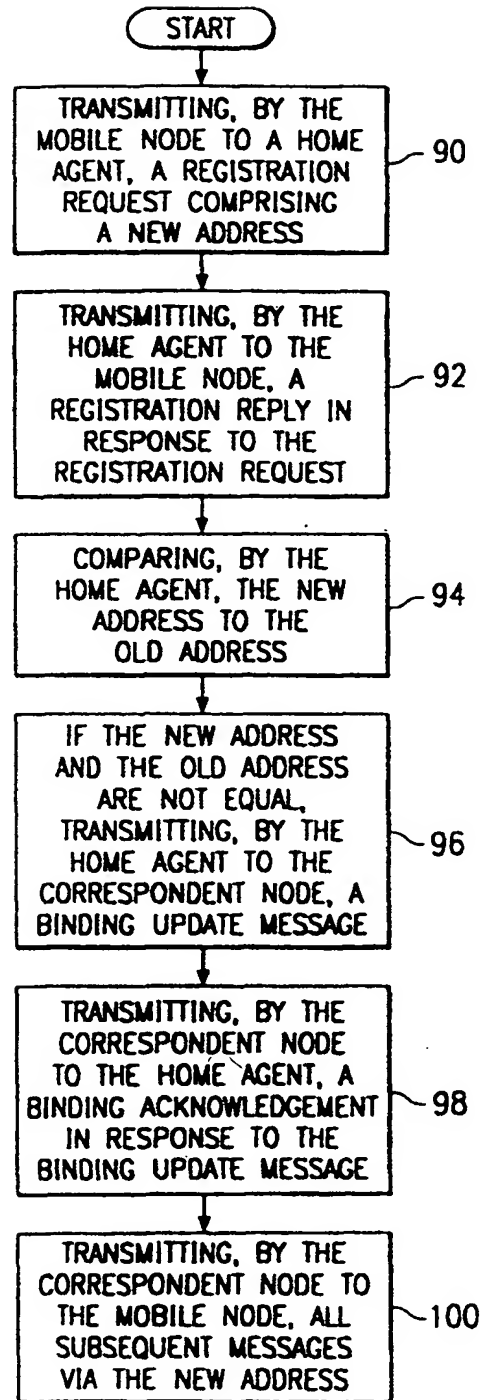 START
TRANSMITTING, BY THE
MOBILE NODE TO A HOME
AGENT, A REGISTRATION
REQUEST COMPRISING
A NEW ADDRESS
90
TRANSMITTING, BY THE
HOME AGENT TO THE
MOBILE NODE, A
REGISTRATION REPLY IN
RESPONSE TO THE
REGISTRATION REQUEST
92
COMPARING, BY THE
HOME AGENT, THE NEW
ADDRESS TO THE
OLD ADDRESS
94
IF THE NEW ADDRESS
AND THE OLD ADDRESS
ARE NOT EQUAL,
TRANSMITTING, BY THE
HOME AGENT TO THE
CORRESPONDENT NODE, A
BINDING UPDATE MESSAGE
96
TRANSMITTING, BY THE
CORRESPONDENT NODE
TO THE HOME AGENT, A
BINDING ACKNOWLEDGEMENT
IN RESPONSE TO THE
BINDING UPDATE MESSAGE
98
TRANSMITTING, BY THE
CORRESPONDENT NODE TO
THE MOBILE NODE, ALL
SUBSEQUENT MESSAGES
VIA THE NEW ADDRESS
100